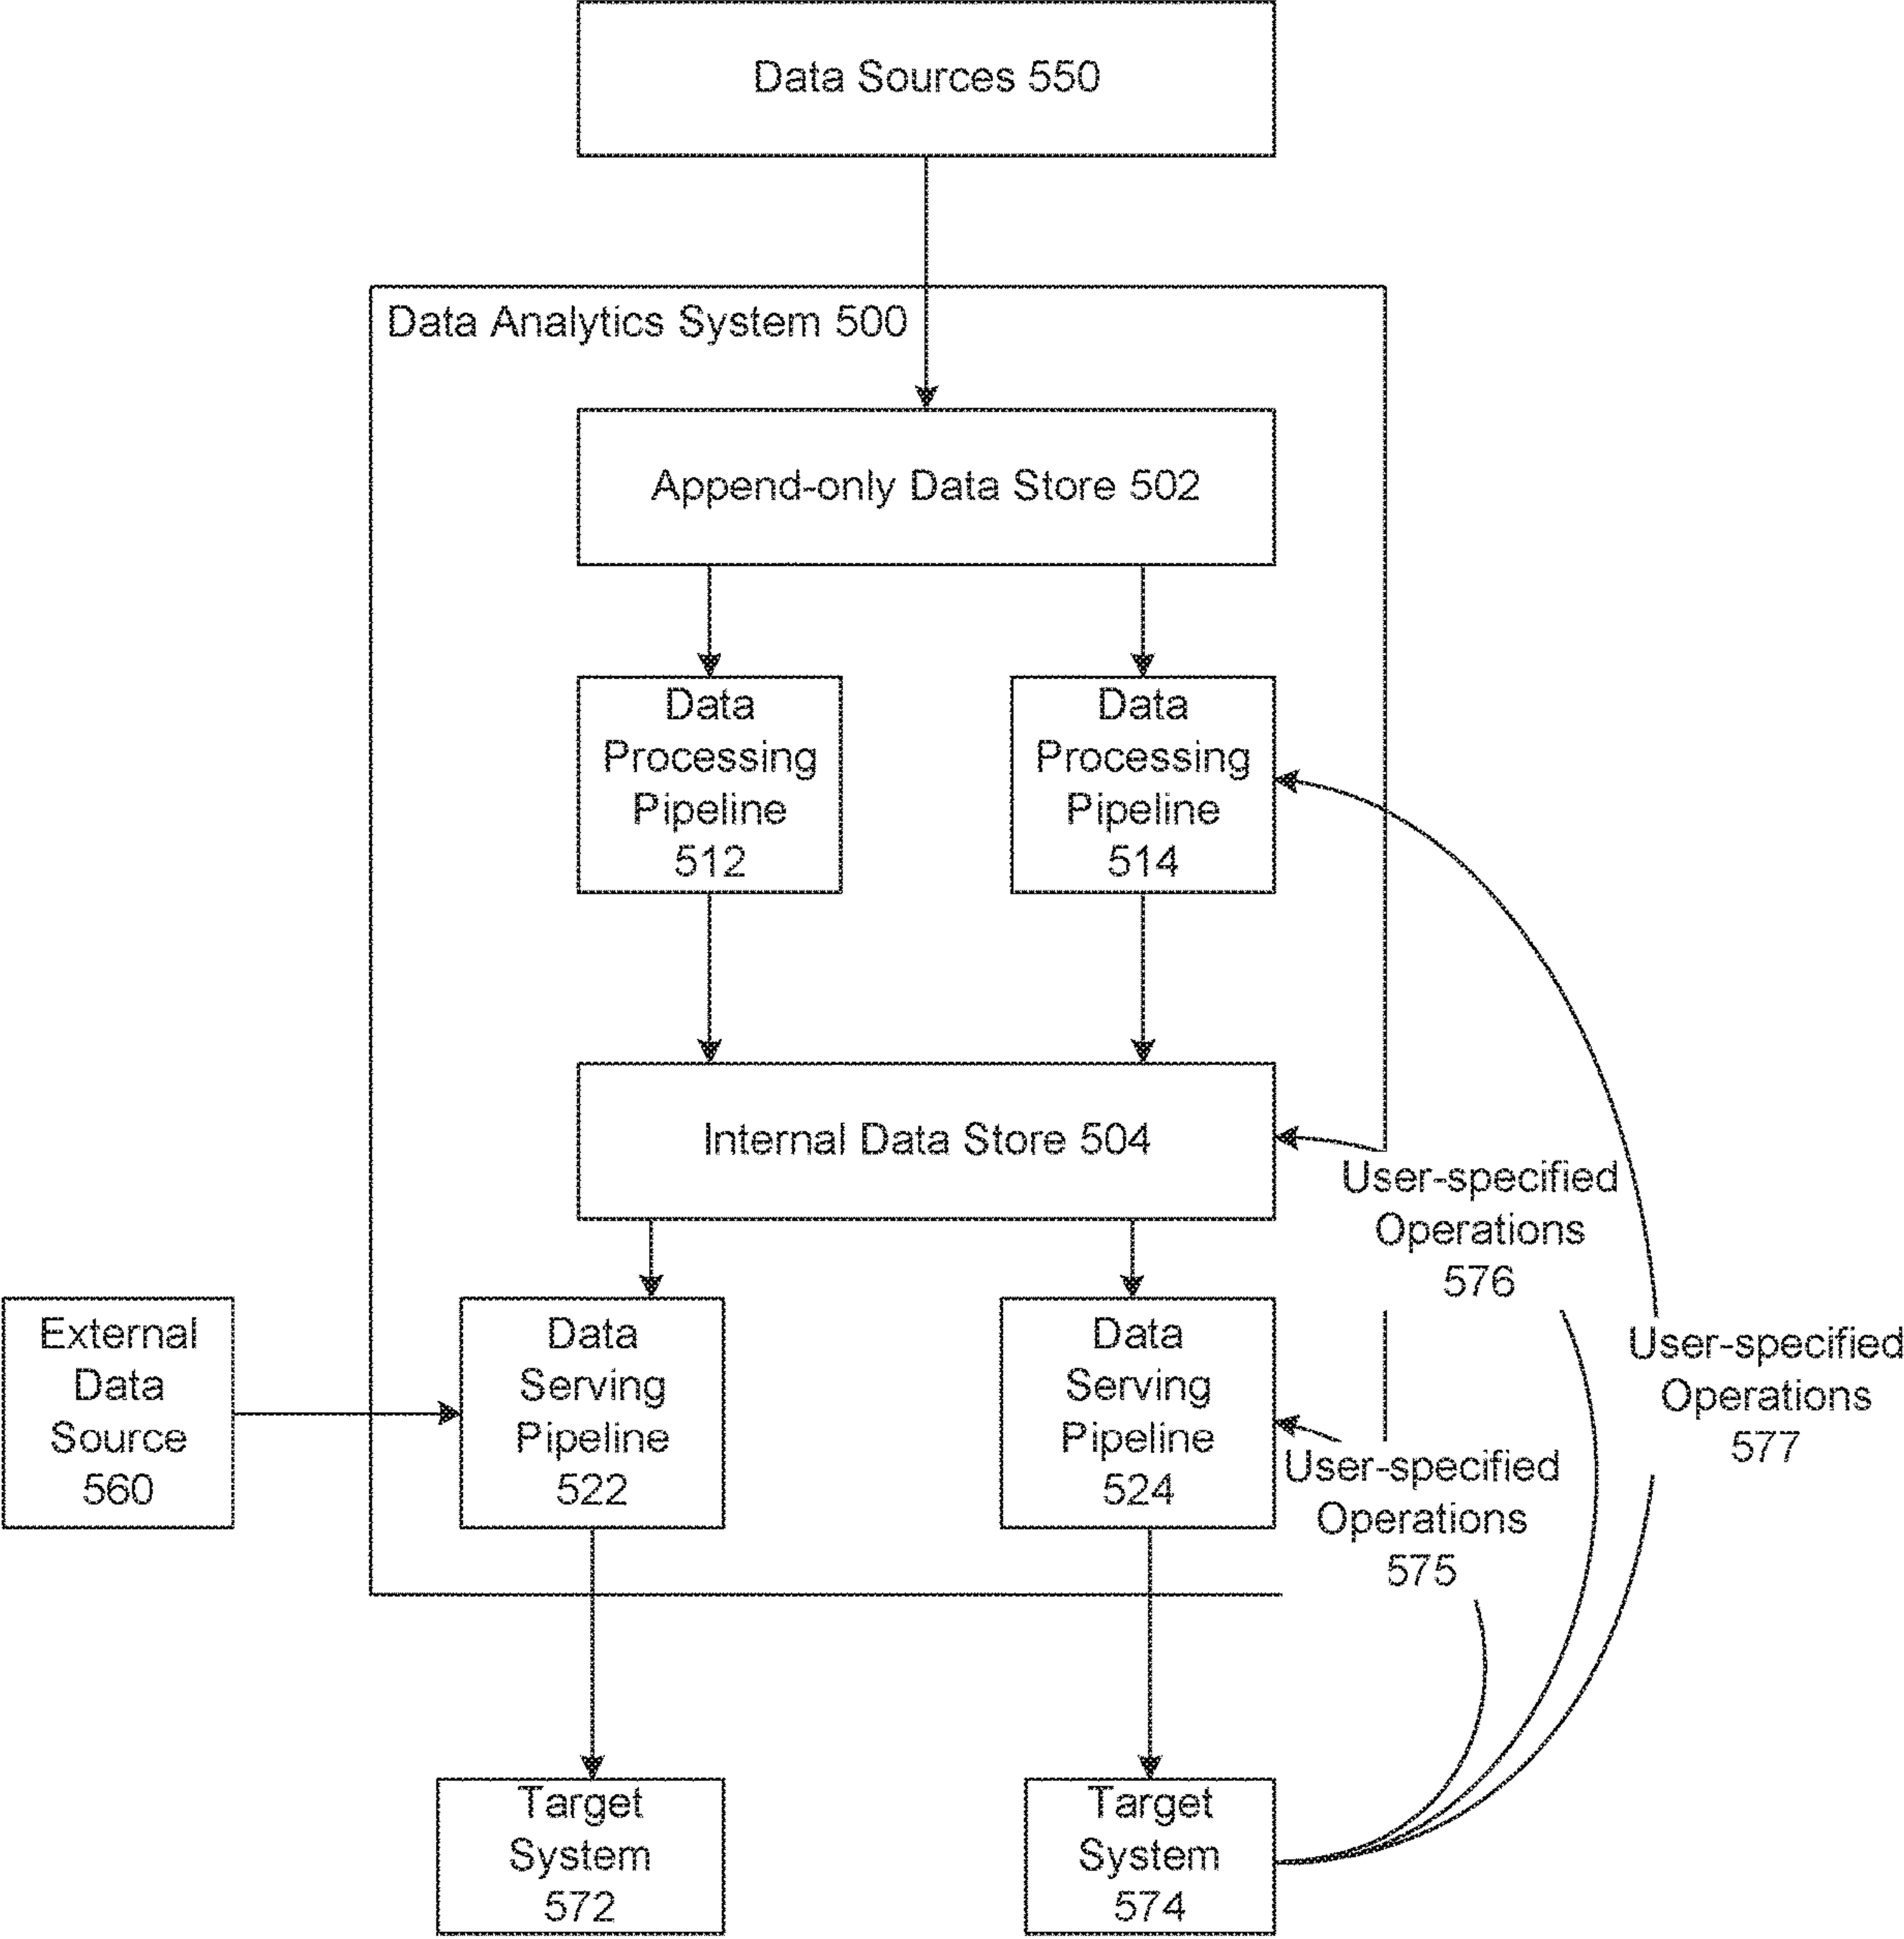 Data Sources 550
Data Analytics System 500
Append-only Data Store 502
Data
Processing
Pipeline
512
Data
Processing
Pipeline
514
Internal Data Store 504
User-specified
Operations
576
External
Data
Source
560
Data
Serving
Pipeline
522
Data
Serving
Pipeline
524
User-specified
Operations
577
User-specified
Operations
575
Target
System
572
Target
System
574